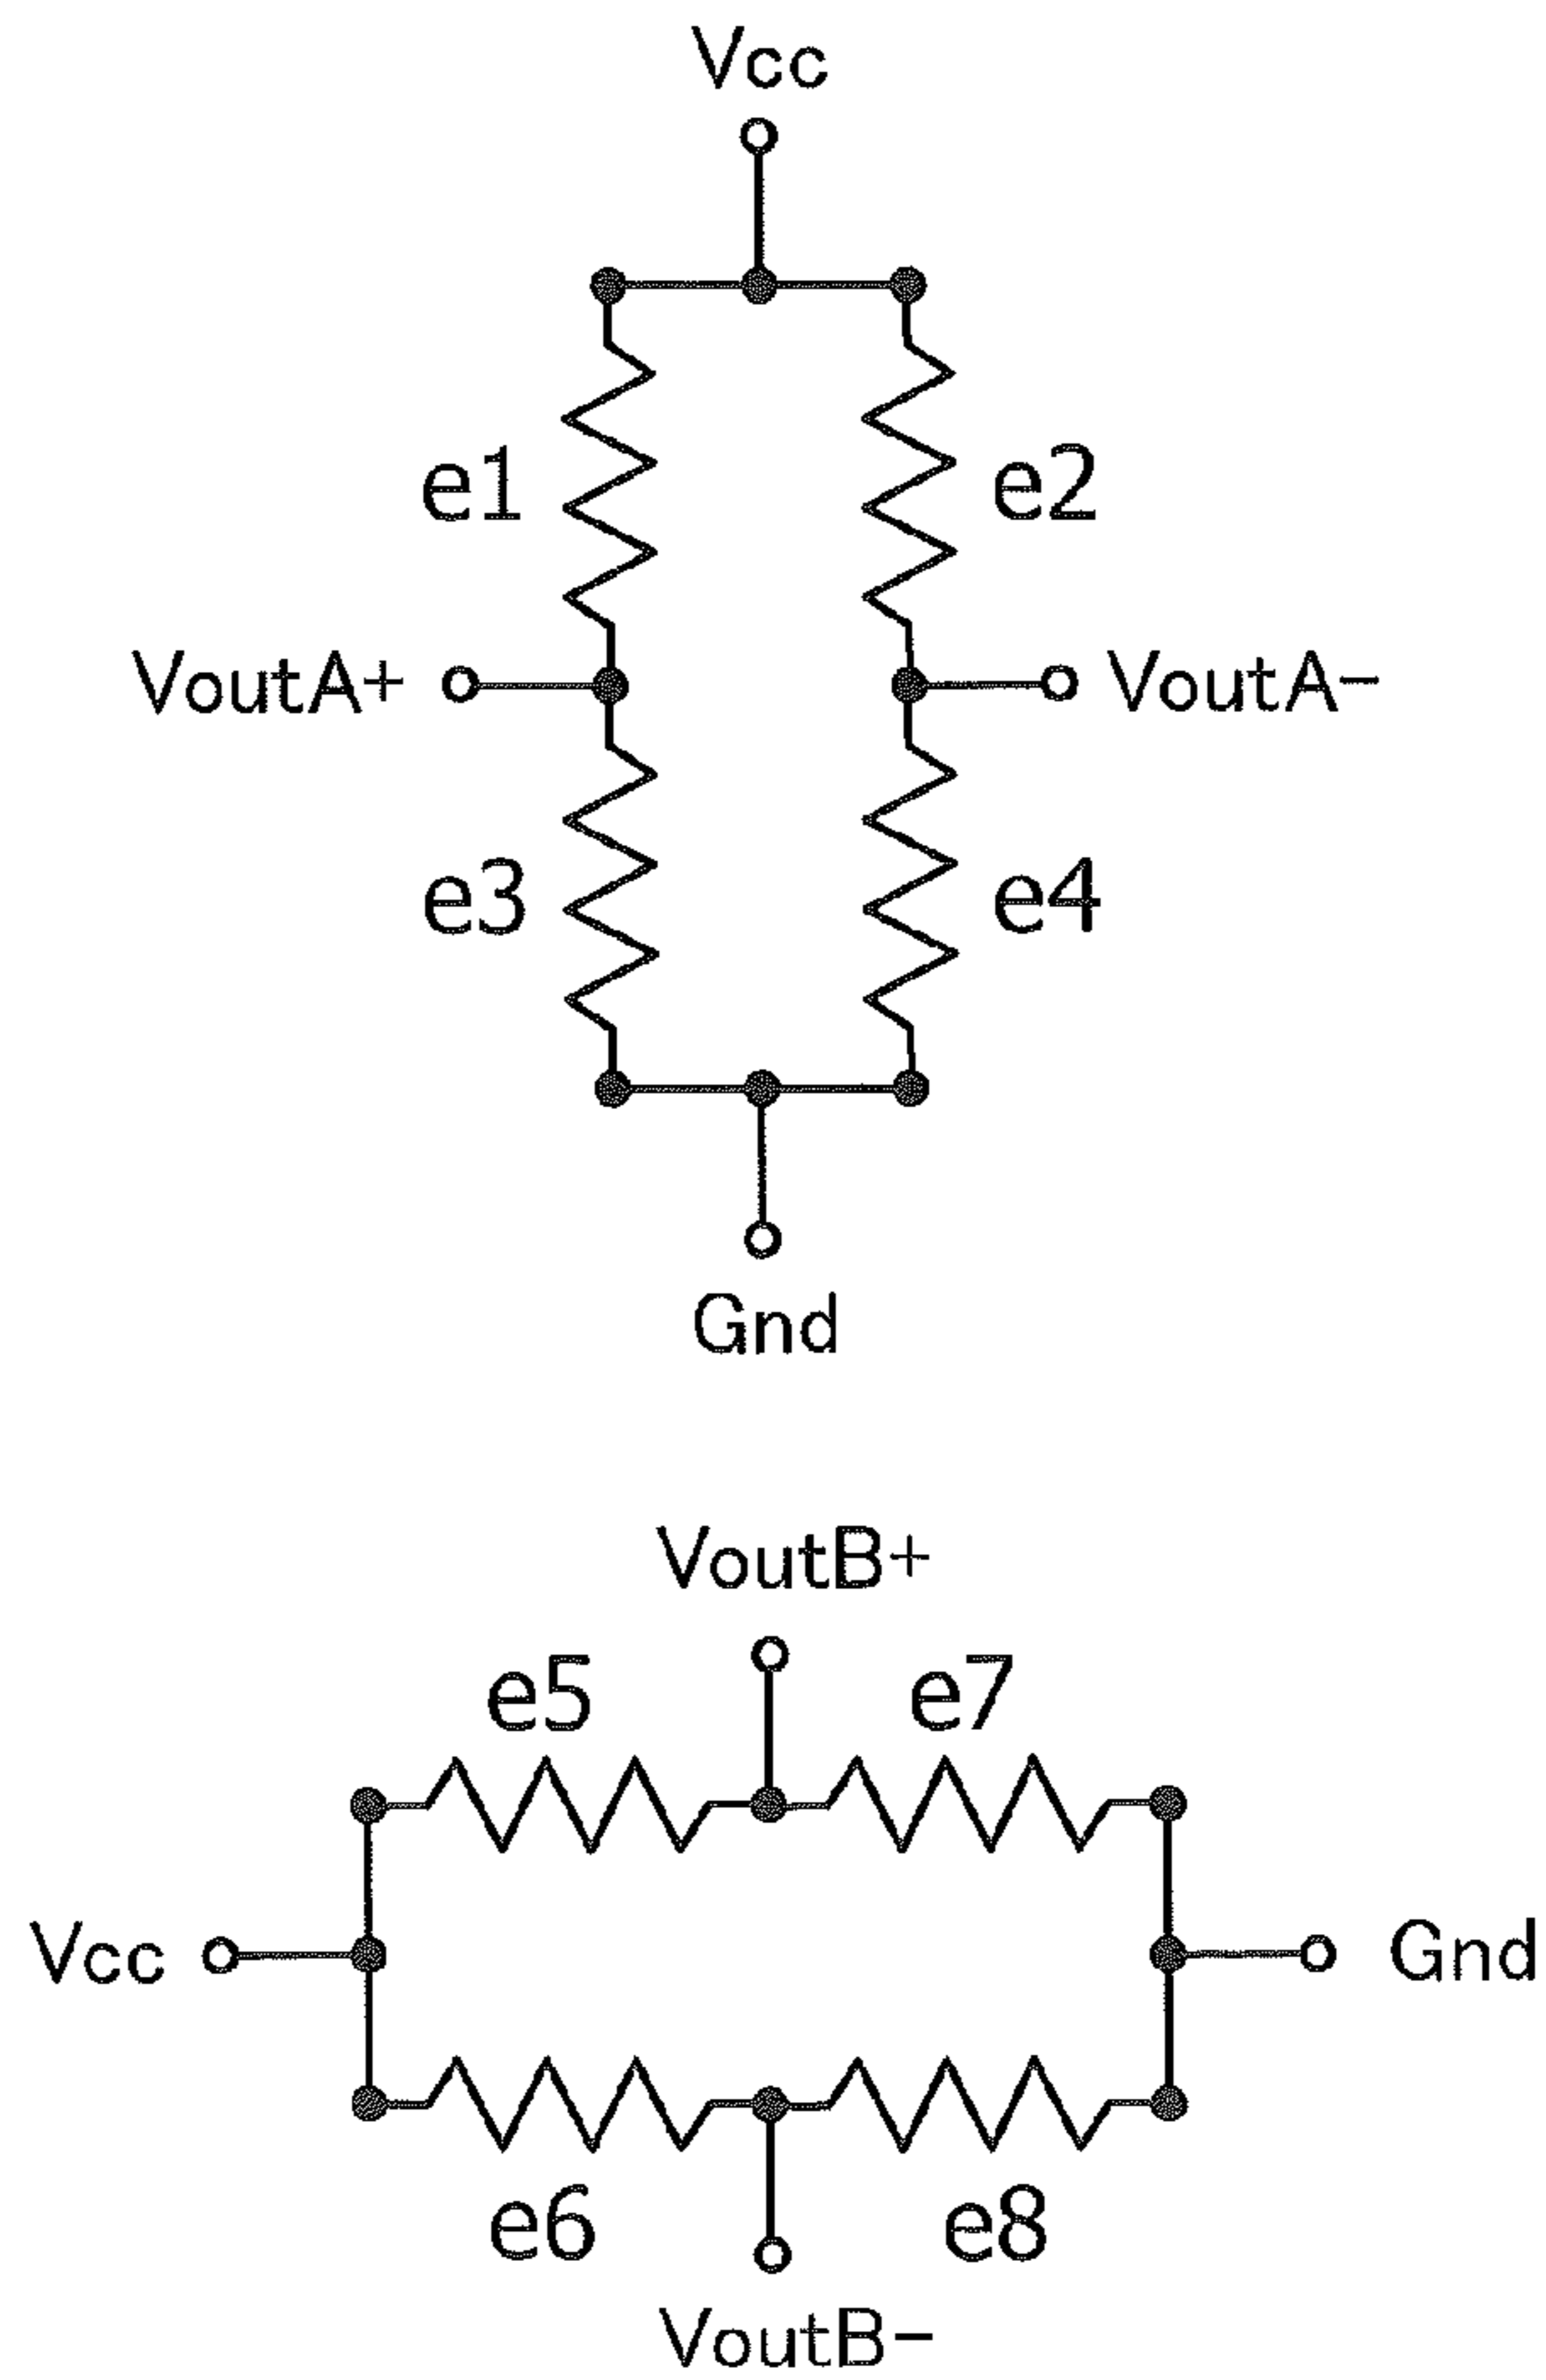 Vcc
e1
e2
VoutA+
VoutA-
e3
e4
Gnd
VoutB+
e5
e7
Vcc
Gnd
e6
e8
VoutB-